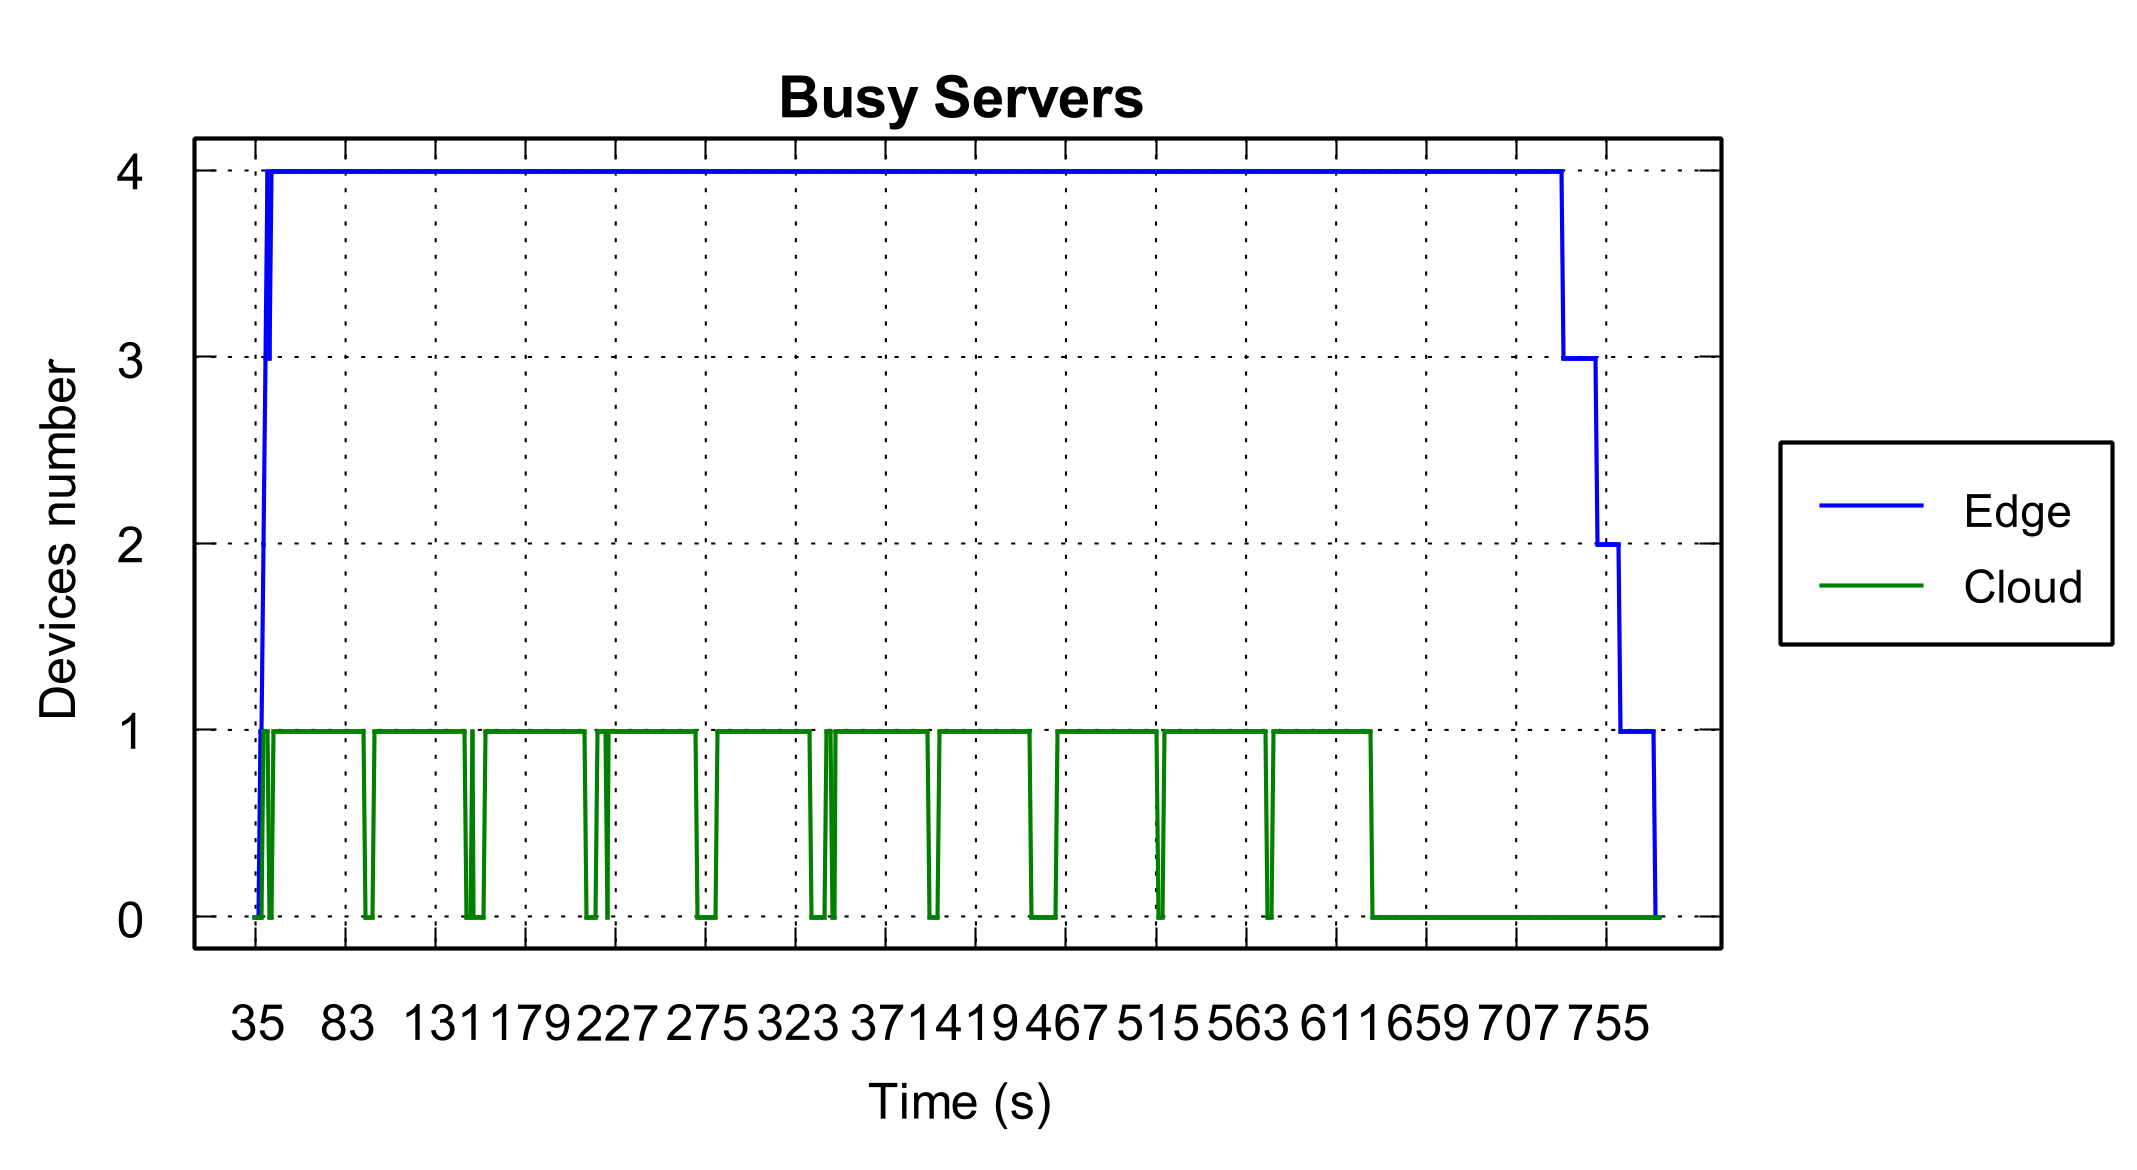 Busy Servers
4
3
2
1
0
Devices number
35 83 131 179 227 275 323 371 419 467 515 563 611 659 707 755
Time (s)
Edge
Cloud